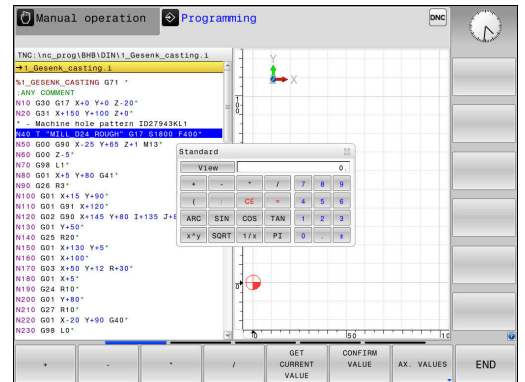 Manual operation
Programming
DNC
TNC:\nc_prog\BHB\DIN\1_Gesenk_casting.i
→1_Gesenk_casting.i
%1_GESENK_CASTING G71 *
;ANY COMMENT
N10 G30 G17 X+0 Y+0 Z-20*
N20 G31 X+150 Y+100 Z+0*
* - Machine hole pattern ID27943KL1
N40 T "MILL_D24_ROUGH" G17 S1800 F400*
N50 G00 G90 X-25 Y+65 Z+1 M13*
N60 G00 Z-5*
N70 G98 L1*
N80 G01 X+5 Y+80 G41*
N90 G26 R3*
N100 G01 X+15 Y+90*
N110 G01 G91 X+120*
N120 G02 G90 X+145 Y+80 I+135 J+8
N130 G01 Y+50*
N140 G25 R20*
N150 G01 X+130 Y+5*
N160 G01 X+100*
N170 G03 X+50 Y+12 R+30*
N180 G01 X+5*
N190 G24 R10*
N200 G01 Y+80*
N210 G27 R10*
N220 G01 X-20 Y+90 G40*
N230 G98 L0*
Y
X
100
0
0
50
10
Standard
View
0.
+ - * / 7 8 9
( ) CE = 4 5 6
ARC SIN COS TAN 1 2 3
x^y SQRT 1/x PI 0 . ±
+
-
*
/
GET CURRENT VALUE
CONFIRM VALUE
AX. VALUES
END